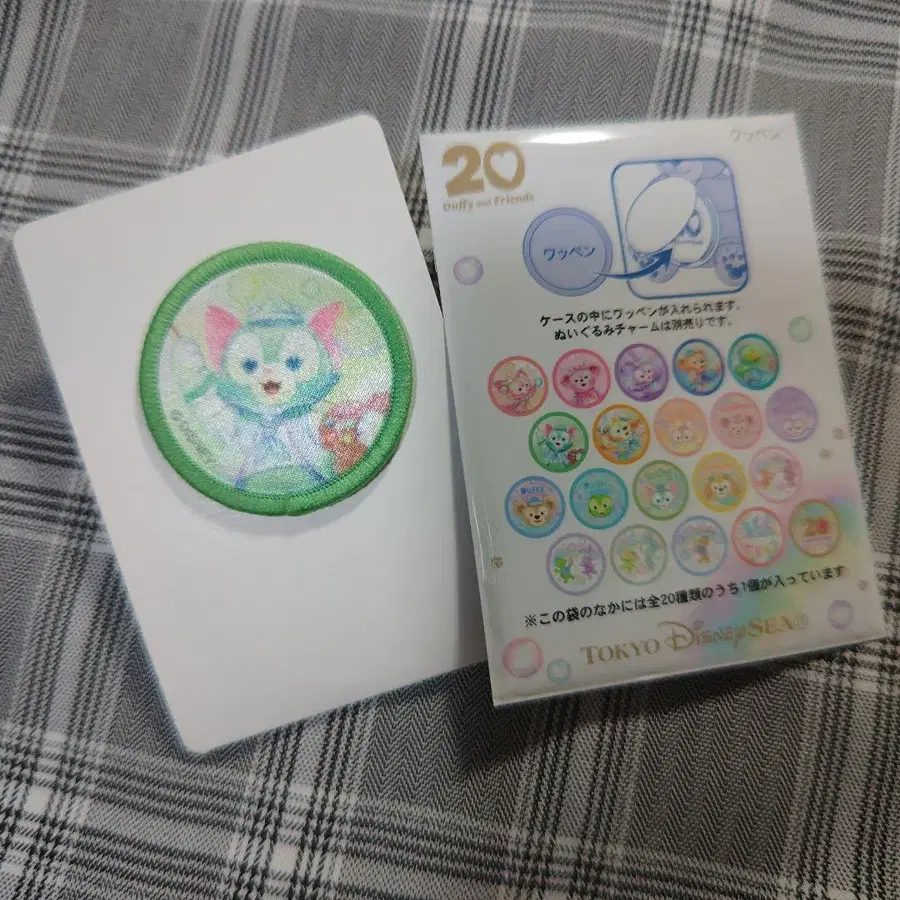 ©DISNEY
20
Duffy and Friends
ワッペン
ワッペン
ケースの中にワッペンが入れられます。
ぬいぐるみチャームは別売りです。
DUFFY
※この袋のなかには全20種類のうち1個が入っています
TOKYO DISNEYSEA®